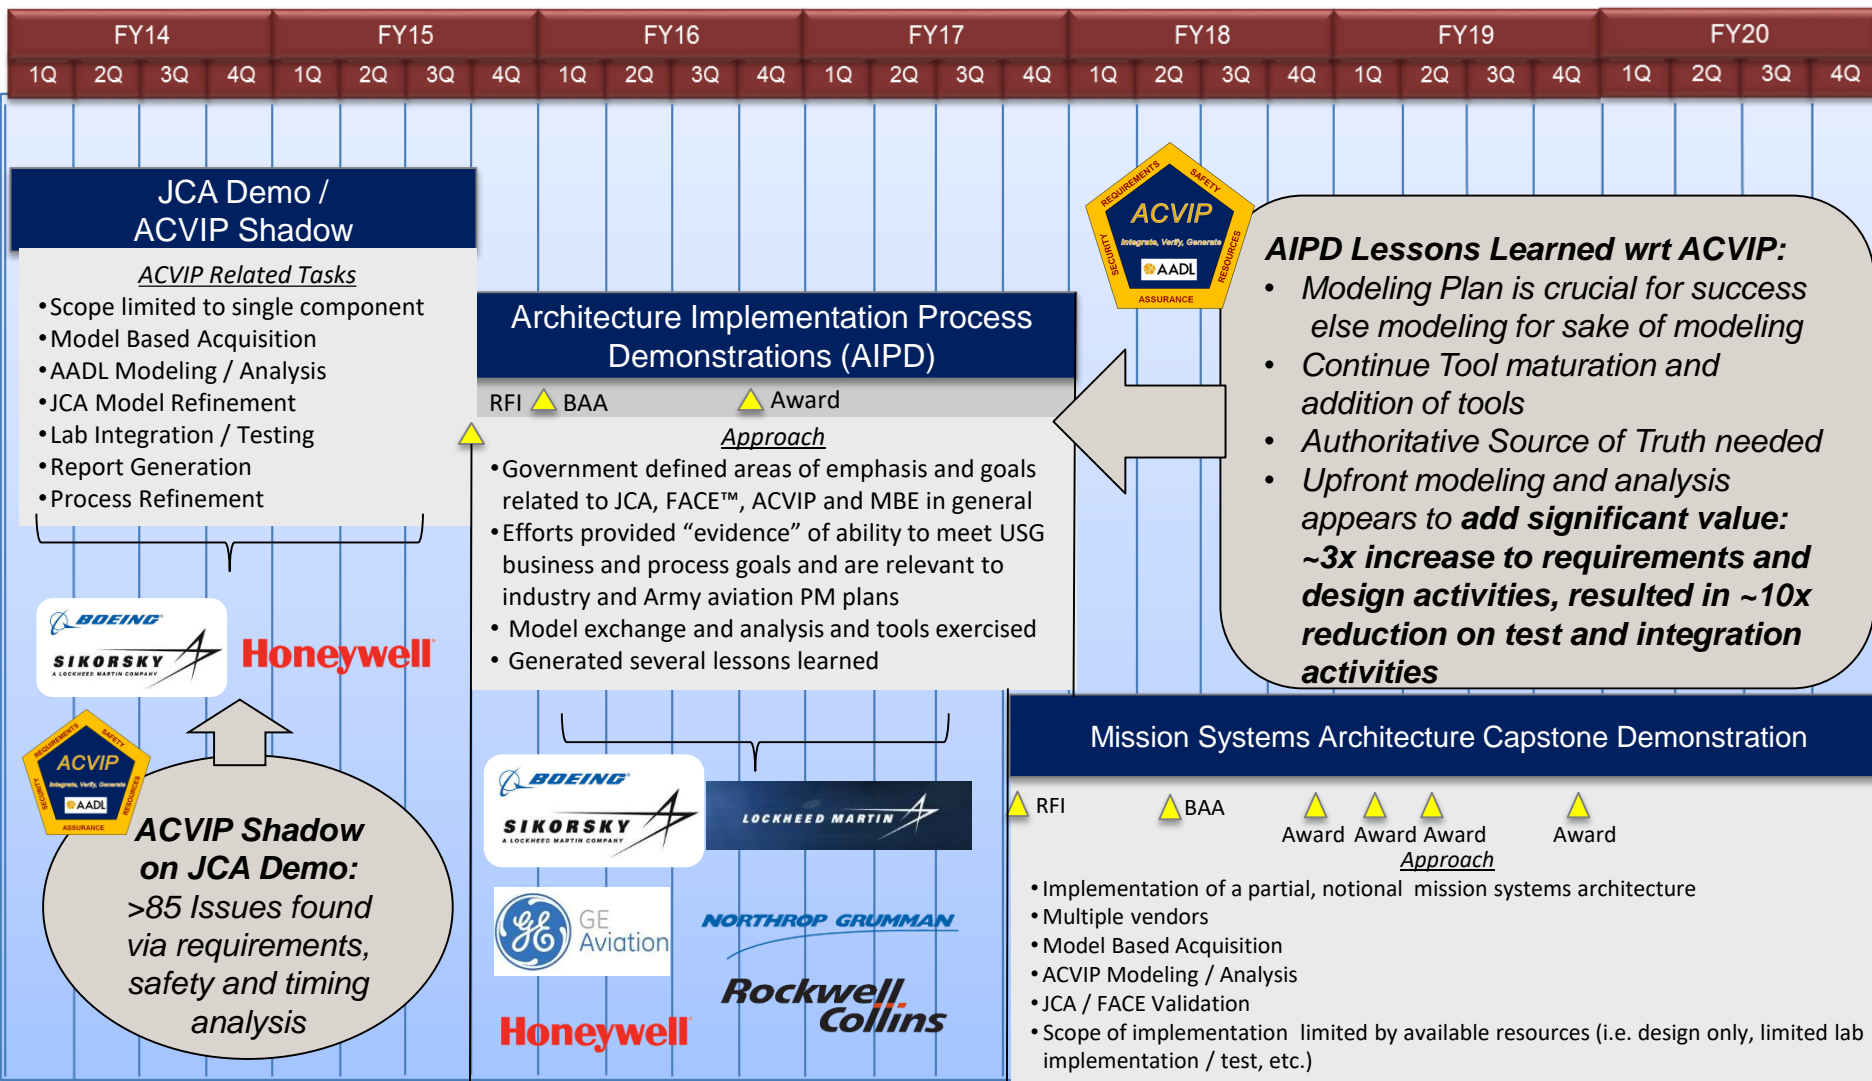 FY14 FY15 FY16 FY17 FY18 FY19 FY20
1Q 2Q 3Q 4Q 1Q 2Q 3Q 4Q 1Q 2Q 3Q 4Q 1Q 2Q 3Q 4Q 1Q 2Q 3Q 4Q 1Q 2Q 3Q 4Q 1Q 2Q 3Q 4Q
JCA Demo /
ACVIP Shadow
ACVIP Related Tasks
•Scope limited to single component
•Model Based Acquisition
•AADL Modeling / Analysis
•JCA Model Refinement
•Lab Integration / Testing
•Report Generation
•Process Refinement
BOEING
SIKORSKY
A LOCKHEED MARTIN COMPANY
Honeywell
REQUIREMENTS
SAFETY
ACVIP
Integrate, Verify, Generate
AADL
SECURITY
RESOURCES
ASSURANCE
ACVIP Shadow
on JCA Demo:
>85 Issues found
via requirements,
safety and timing
analysis
Architecture Implementation Process
Demonstrations (AIPD)
RFI BAA Award
Approach
•Government defined areas of emphasis and goals
related to JCA, FACE™, ACVIP and MBE in general
•Efforts provided “evidence” of ability to meet USG
business and process goals and are relevant to
industry and Army aviation PM plans
• Model exchange and analysis and tools exercised
• Generated several lessons learned
BOEING
SIKORSKY
A LOCKHEED MARTIN COMPANY
LOCKHEED MARTIN
GE
Aviation
NORTHROP GRUMMAN
Honeywell
Rockwell
Collins
REQUIREMENTS
SAFETY
ACVIP
Integrate, Verify, Generate
AADL
SECURITY
RESOURCES
ASSURANCE
AIPD Lessons Learned wrt ACVIP:
• Modeling Plan is crucial for success
else modeling for sake of modeling
• Continue Tool maturation and
addition of tools
• Authoritative Source of Truth needed
• Upfront modeling and analysis
appears to add significant value:
~3x increase to requirements and
design activities, resulted in ~10x
reduction on test and integration
activities
Mission Systems Architecture Capstone Demonstration
RFI BAA
Award Award Award Award
Approach
•Implementation of a partial, notional mission systems architecture
•Multiple vendors
•Model Based Acquisition
•ACVIP Modeling / Analysis
•JCA / FACE Validation
•Scope of implementation limited by available resources (i.e. design only, limited lab
implementation / test, etc.)